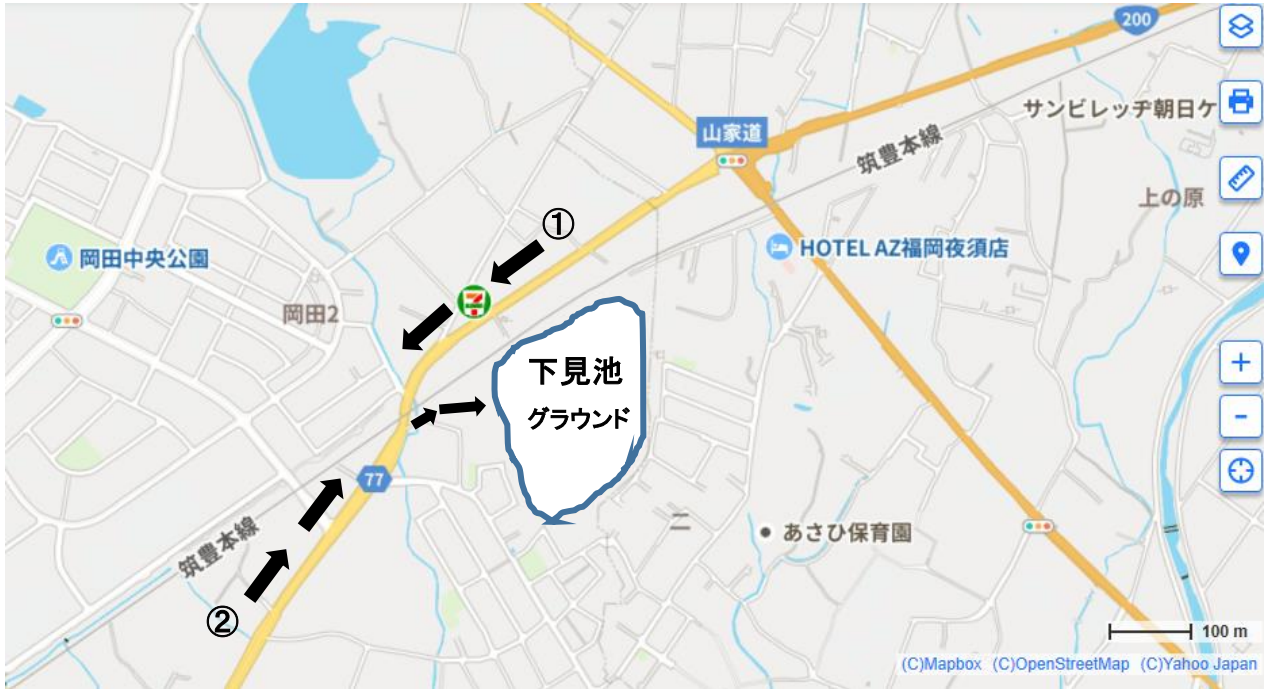 200
サンビレッヂ朝日ケ
山家道
筑豊本線
上の原
①
HOTEL AZ福岡夜須店
岡田中央公園
岡田2
下見池
グラウンド
77
筑豊本線
二
あさひ保育園
②
100 m
(C)Mapbox (C)OpenStreetMap (C)Yahoo Japan